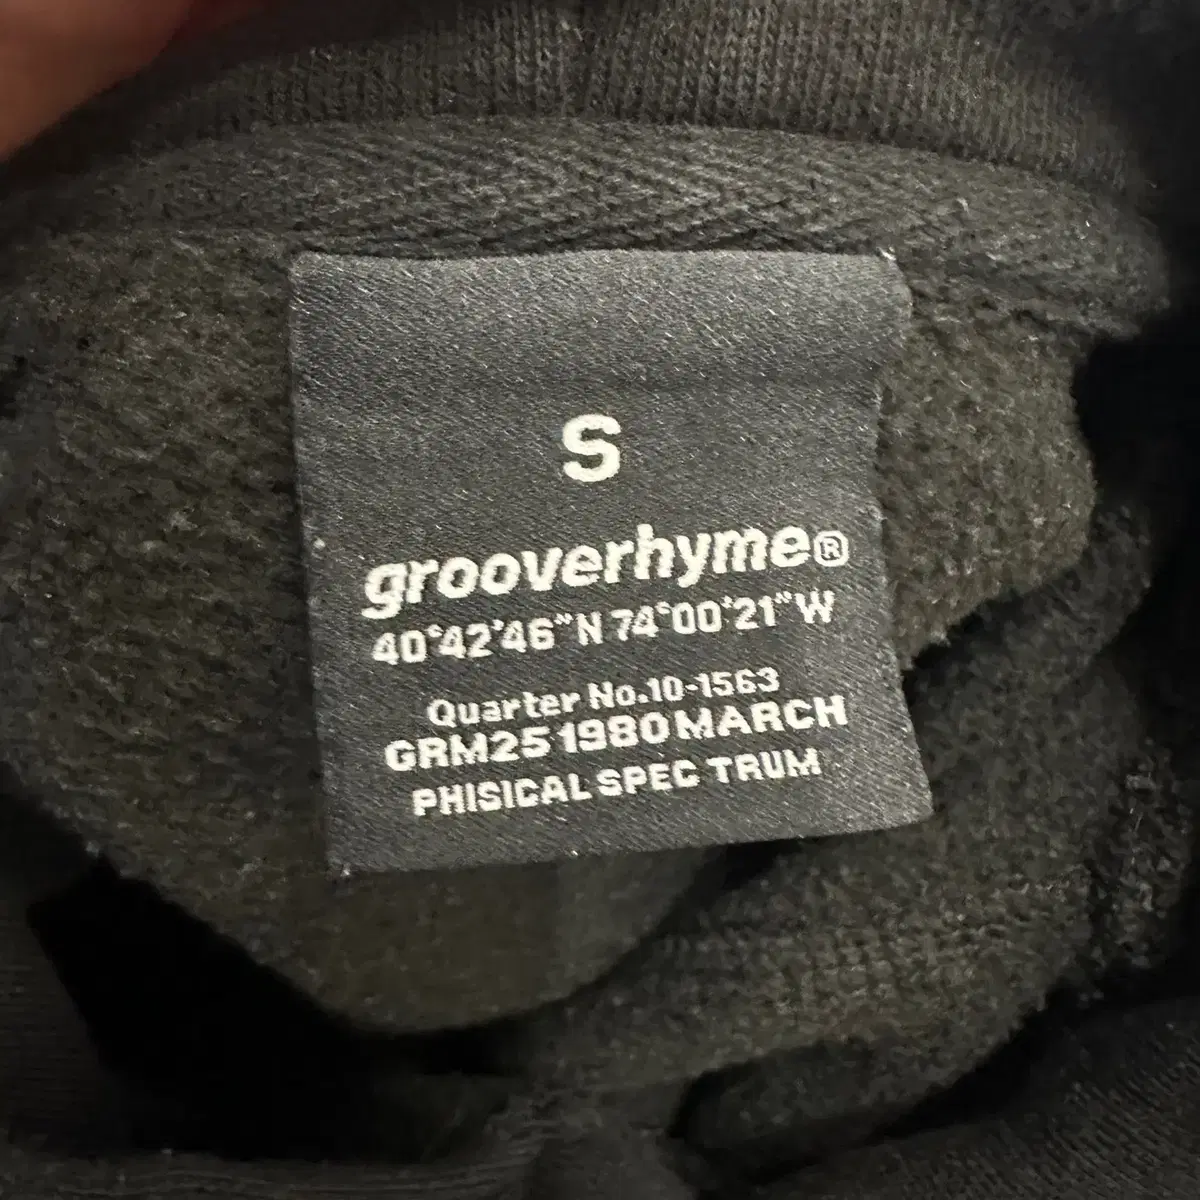 S
grooverhyme®
40°42'46"N 74°00'21"W
Quarter No.10-1563
GRM25 1980 MARCH
PHISICAL SPEC TRUM